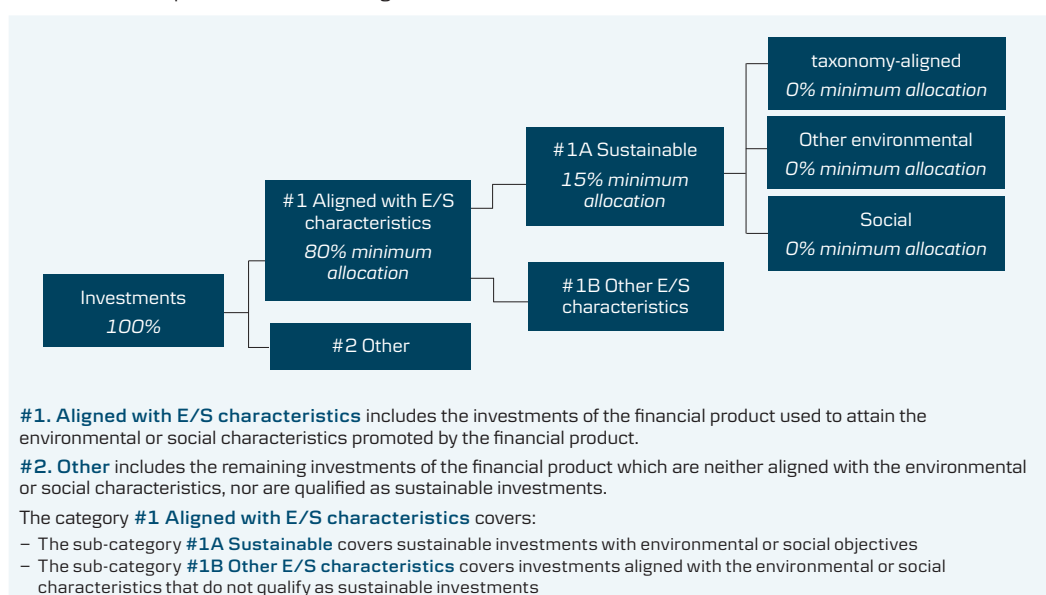 taxonomy-aligned
0% minimum allocation
#1A Sustainable
15% minimum
allocation
Other environmental
0% minimum allocation
#1 Aligned with E/S
characteristics
80% minimum
allocation
Social
0% minimum allocation
Investments
100%
#1B Other E/S
characteristics
#2 Other
#1. Aligned with E/S characteristics includes the investments of the financial product used to attain the
environmental or social characteristics promoted by the financial product.
#2. Other includes the remaining investments of the financial product which are neither aligned with the environmental
or social characteristics, nor are qualified as sustainable investments.
The category #1 Aligned with E/S characteristics covers:
– The sub-category #1A Sustainable covers sustainable investments with environmental or social objectives
– The sub-category #1B Other E/S characteristics covers investments aligned with the environmental or social
characteristics that do not qualify as sustainable investments